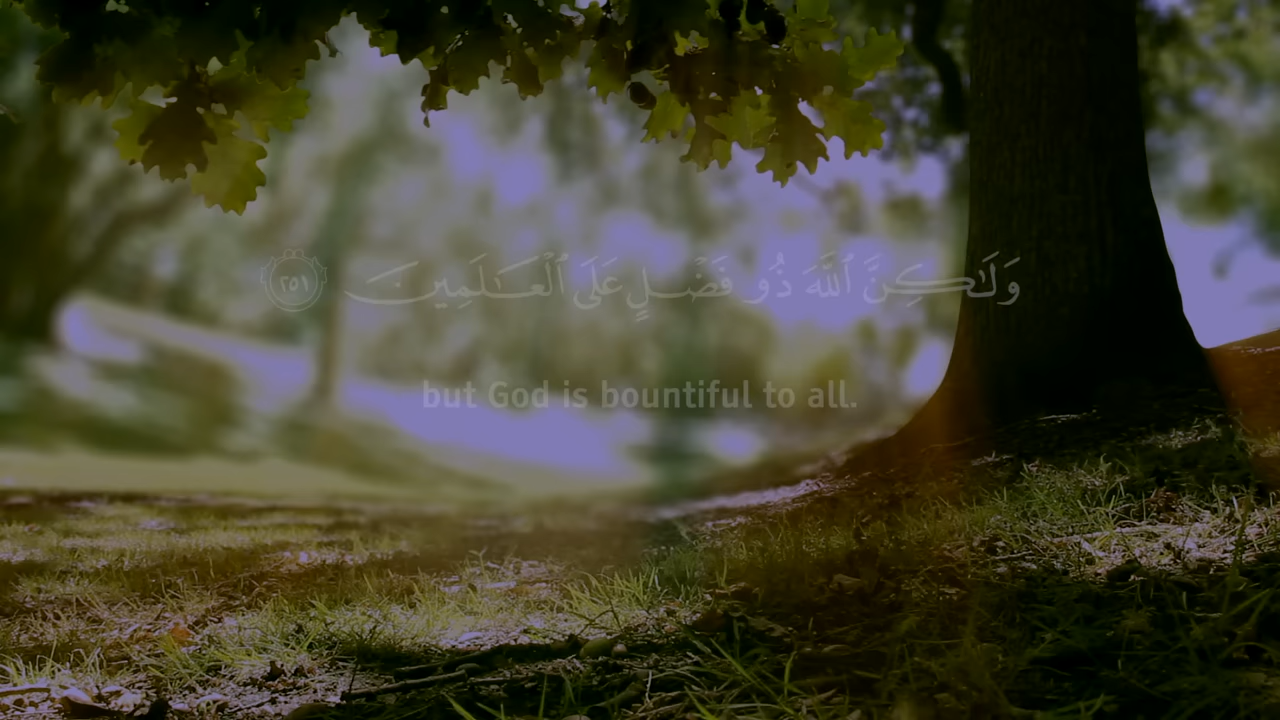 وَلَـٰكِنَّ ٱللَّهَ ذُو فَضْلٍ عَلَى ٱلْعَـٰلَمِينَ ٢٥١
but God is bountiful to all.